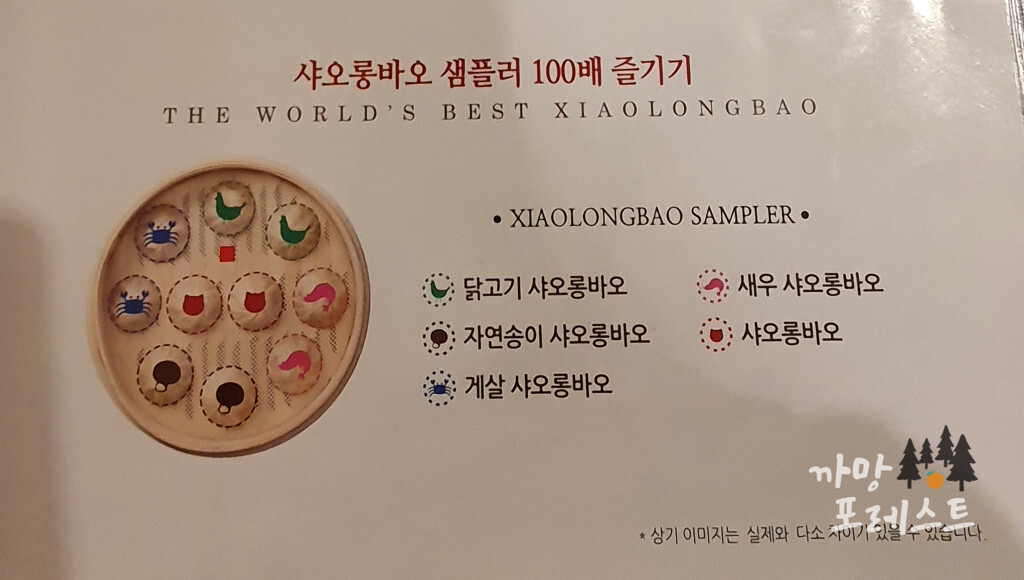 샤오롱바오 샘플러 100배 즐기기
THE WORLD'S BEST XIAOLONGBAO
• XIAOLONGBAO SAMPLER •
닭고기 샤오롱바오
새우 샤오롱바오
자연송이 샤오롱바오
샤오롱바오
게살 샤오롱바오
까망
포레스트
* 상기 이미지는 실제와 다소 차이가 있을 수 있습니다.